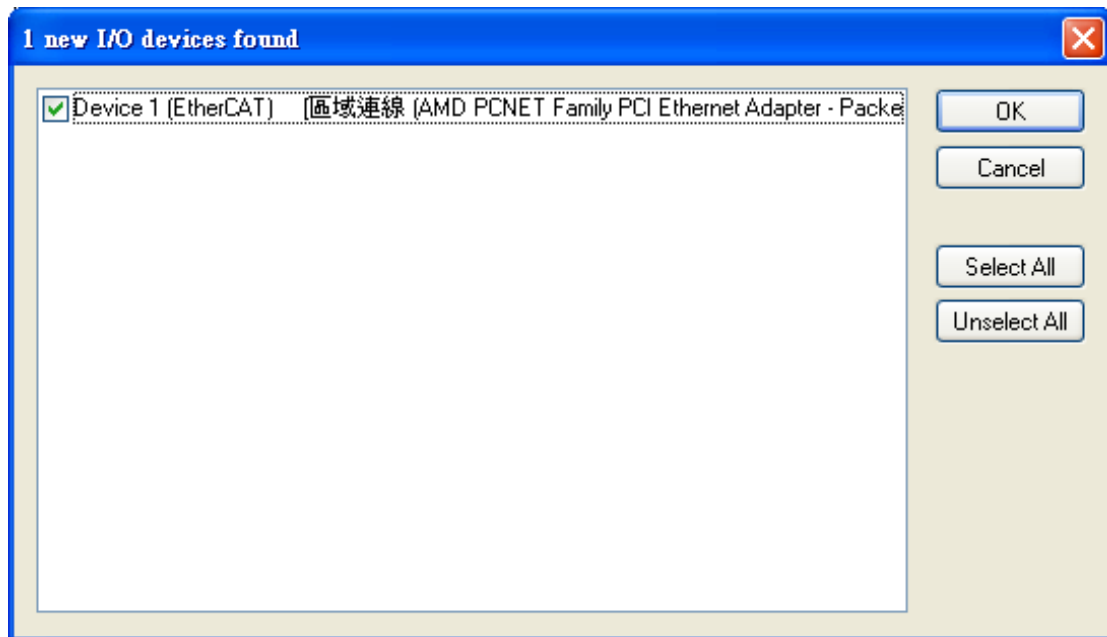 1 new I/O devices found
Device 1 (EtherCAT) [區域連線 (AMD PCNET Family PCI Ethernet Adapter - Packe
OK
Cancel
Select All
Unselect All